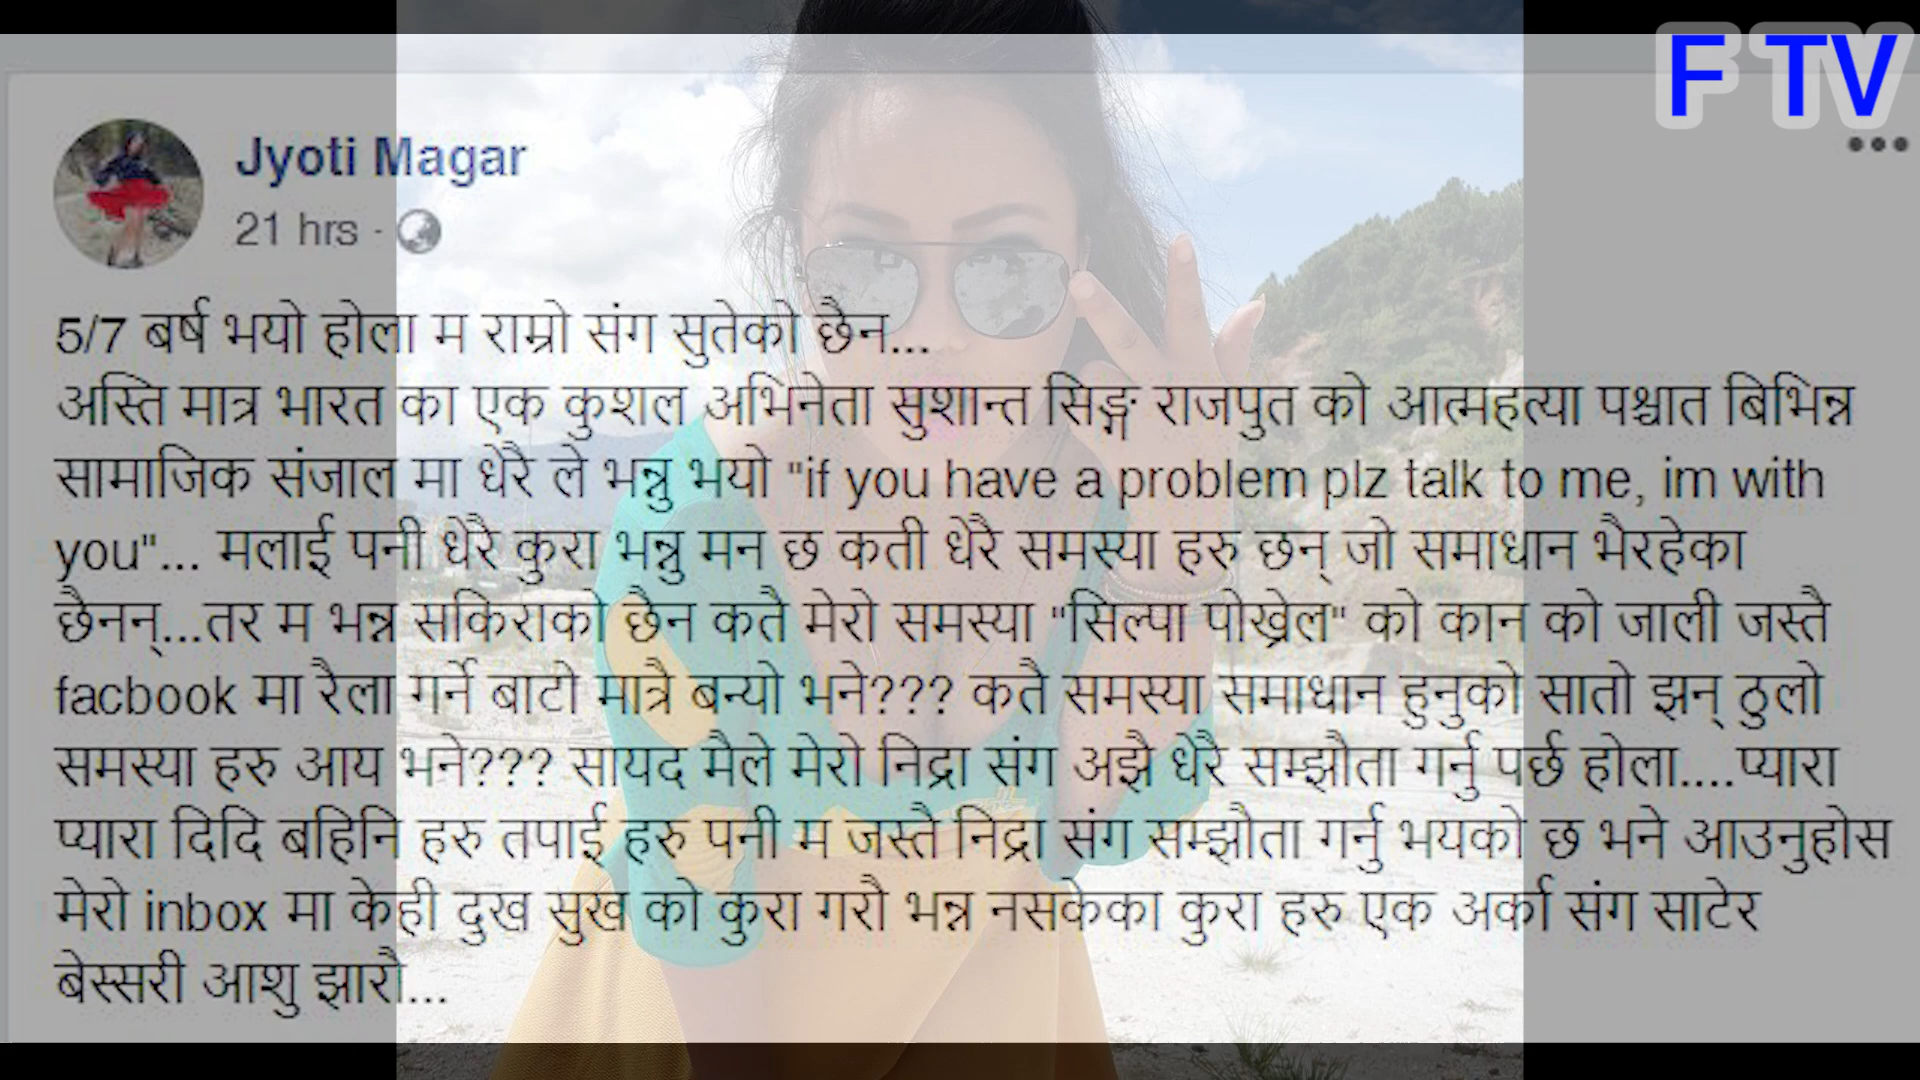 F TV
Jyoti Magar
21 hrs ·
5/7 बर्ष भयो होला म राम्रो संग सुतेको छैन...
अस्ति मात्र भारत का एक कुशल अभिनेता सुशान्त सिङ्ग राजपुत को आत्महत्या पश्चात बिभिन्न
सामाजिक संजाल मा धेरै ले भन्नु भयो "if you have a problem plz talk to me, im with
you"... मलाई पनी धेरै कुरा भन्नु मन छ कती धेरै समस्या हरु छन् जो समाधान भैरहेका
छैनन्...तर म भन्न सकिराको छैन कतै मेरो समस्या "सिल्पा पोख्रेल" को कान को जाली जस्तै
facbook मा रैला गर्ने बाटो मात्रै बन्यो भने??? कतै समस्या समाधान हुनुको सातो झन् ठुलो
समस्या हरु आय भने??? सायद मैले मेरो निद्रा संग अझै धेरै सम्झौता गर्नु पर्छ होला....प्यारा
प्यारा दिदि बहिनि हरु तपाई हरु पनी म जस्तै निद्रा संग सम्झौता गर्नु भयको छ भने आउनुहोस
मेरो inbox मा केही दुख सुख को कुरा गरौ भन्न नसकेका कुरा हरु एक अर्का संग साटेर
बेस्सरी आशु झारौ...